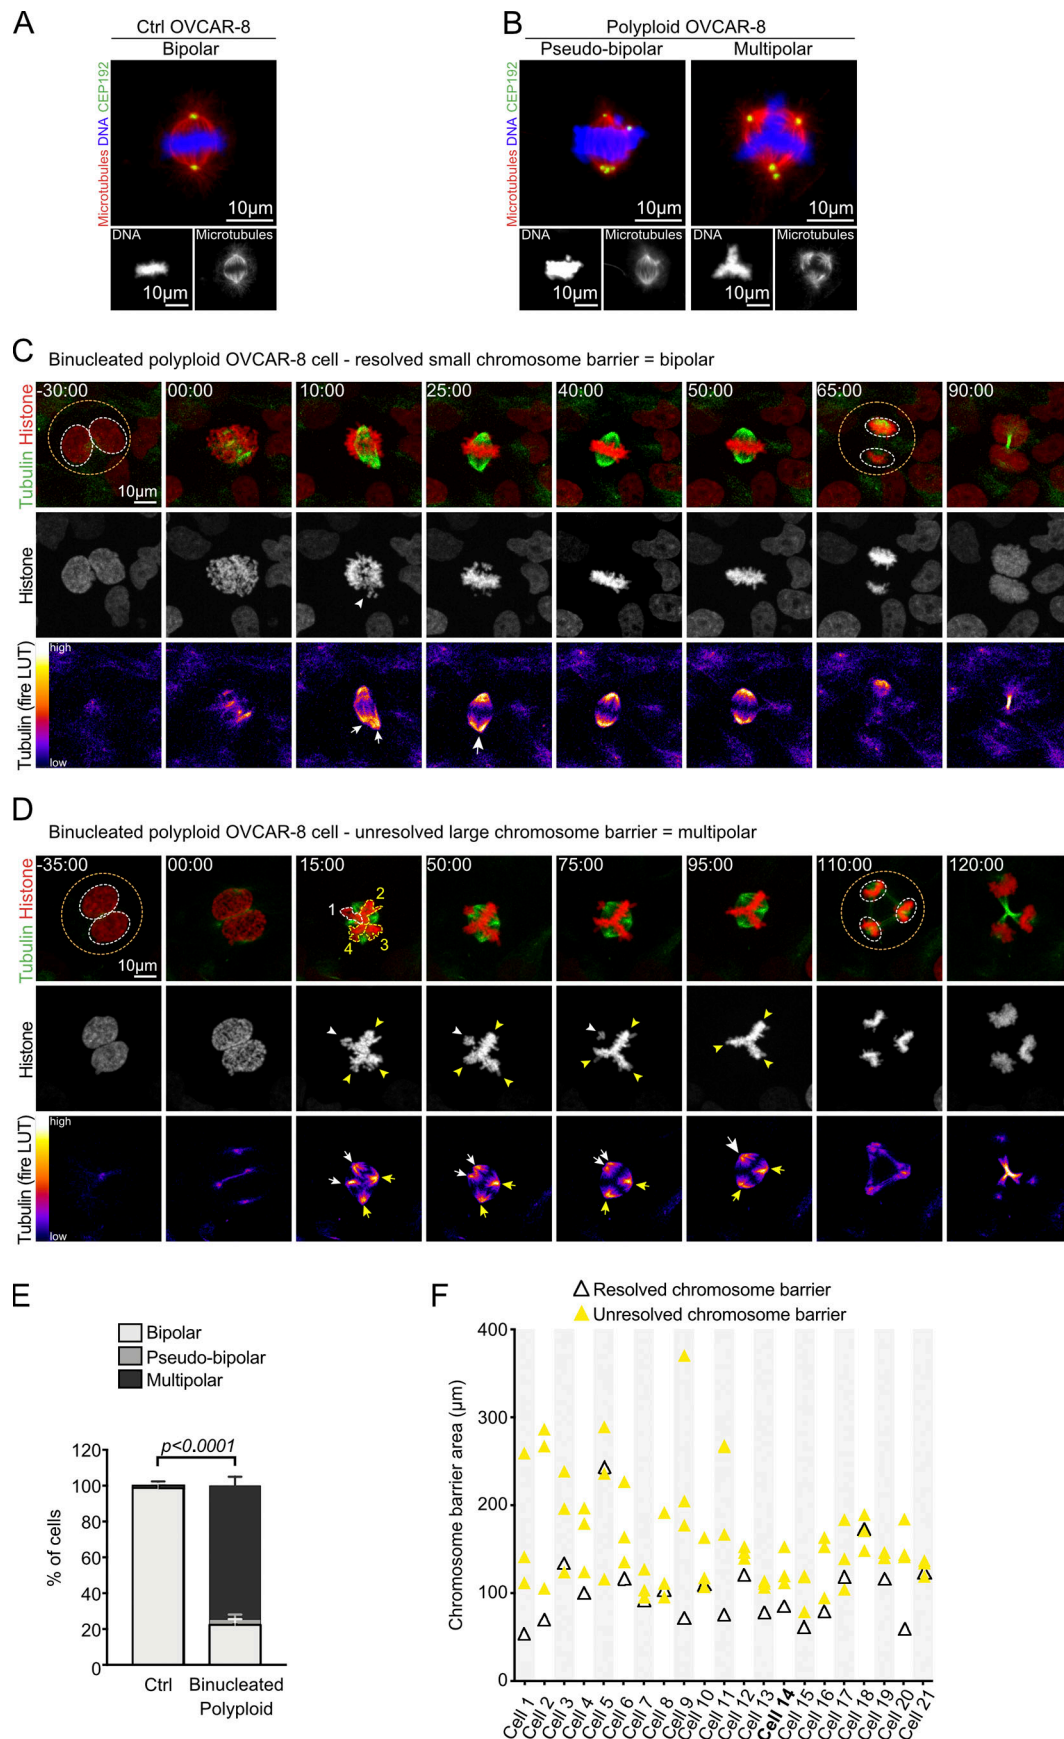 A
Ctrl OVCAR-8
Bipolar
Microtubules DNA CEP192
10µm
DNA
Microtubules
10µm
B
Polyploid OVCAR-8
Pseudo-bipolar
Multipolar
Microtubules DNA CEP192
10µm
10µm
DNA
Microtubules
DNA
Microtubules
10µm
10µm
C
Binucleated polyploid OVCAR-8 cell - resolved small chromosome barrier = bipolar
Tubulin Histone
-30:00
00:00
10:00
25:00
40:00
50:00
65:00
90:00
10µm
Histone
Tubulin (fire LUT)
high
low
D
Binucleated polyploid OVCAR-8 cell - unresolved large chromosome barrier = multipolar
Tubulin Histone
-35:00
00:00
15:00
50:00
75:00
95:00
110:00
120:00
1
2
3
4
10µm
Histone
Tubulin (fire LUT)
high
low
E
Bipolar
Pseudo-bipolar
Multipolar
p<0.0001
% of cells
120
100
80
60
40
20
0
Ctrl
Binucleated
Polyploid
F
Resolved chromosome barrier
Unresolved chromosome barrier
Chromosome barrier area (µm)
400
300
200
100
0
Cell 1
Cell 2
Cell 3
Cell 4
Cell 5
Cell 6
Cell 7
Cell 8
Cell 9
Cell 10
Cell 11
Cell 12
Cell 13
Cell 14
Cell 15
Cell 16
Cell 17
Cell 18
Cell 19
Cell 20
Cell 21